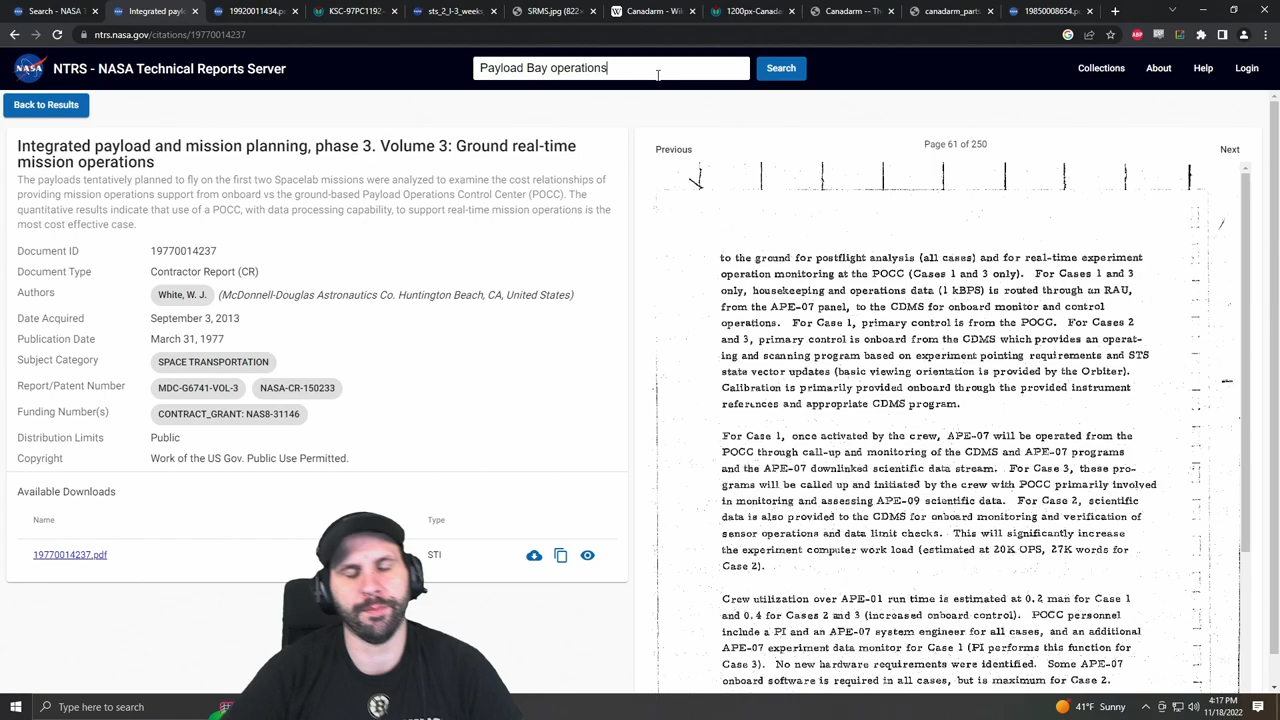 Search - NASA
Integrated payl
19920011434.pc
KSC-97PC1192-
sts_2_l-3_weeks_
SRMS.jpg (822×
Canadarm - Wik
1200px-Canada
Canadarm -- Th
canadarm_parts
19850008654.p
ntrs.nasa.gov/citations/19770014237
NASA
NTRS - NASA Technical Reports Server
Payload Bay operations
Search
Collections
About
Help
Login
Back to Results
Integrated payload and mission planning, phase 3. Volume 3: Ground real-time
mission operations
The payloads tentatively planned to fly on the first two Spacelab missions were analyzed to examine the cost relationships of
providing mission operations support from onboard vs the ground-based Payload Operations Control Center (POCC). The
quantitative results indicate that use of a POCC, with data processing capability, to support real-time mission operations is the
most cost effective case.
Document ID 19770014237
Document Type Contractor Report (CR)
Authors White, W. J. (McDonnell-Douglas Astronautics Co. Huntington Beach, CA, United States)
Date Acquired September 3, 2013
Publication Date March 31, 1977
Subject Category SPACE TRANSPORTATION
Report/Patent Number MDC-G6741-VOL-3 NASA-CR-150233
Funding Number(s) CONTRACT_GRANT: NAS8-31146
Distribution Limits Public
Copyright Work of the US Gov. Public Use Permitted.
Available Downloads
Name Type
19770014237.pdf STI
Previous
Page 61 of 250
Next
to the ground for postflight analysis (all cases) and for real-time experiment
operation monitoring at the POCC (Cases 1 and 3 only). For Cases 1 and 3
only, housekeeping and operations data (1 kBPS) is routed through an RAU,
from the APE-07 panel, to the CDMS for onboard monitor and control
operations. For Case 1, primary control is from the POCC. For Cases 2
and 3, primary control is onboard from the CDMS which provides an operat-
ing and scanning program based on experiment pointing requirements and STS
state vector updates (basic viewing orientation is provided by the Orbiter).
Calibration is primarily provided onboard through the provided instrument
references and appropriate CDMS program.
For Case 1, once activated by the crew, APE-07 will be operated from the
POCC through call-up and monitoring of the CDMS and APE-07 programs
and the APE-07 downlinked scientific data stream. For Case 3, these pro-
grams will be called up and initiated by the crew with POCC primarily involved
in monitoring and assessing APE-09 scientific data. For Case 2, scientific
data is also provided to the CDMS for onboard monitoring and verification of
sensor operations and data limit checks. This will significantly increase
the experiment computer work load (estimated at 20K OPS, 27K words for
Case 2).
Crew utilization over APE-01 run time is estimated at 0.2 man for Case 1
and 0.4 for Cases 2 and 3 (increased onboard control). POCC personnel
include a PI and an APE-07 system engineer for all cases, and an additional
APE-07 experiment data monitor for Case 1 (PI performs this function for
Case 3). No new hardware requirements were identified. Some APE-07
onboard software is required in all cases, but is maximum for Case 2.
Type here to search
41°F Sunny
4:17 PM
11/18/2022